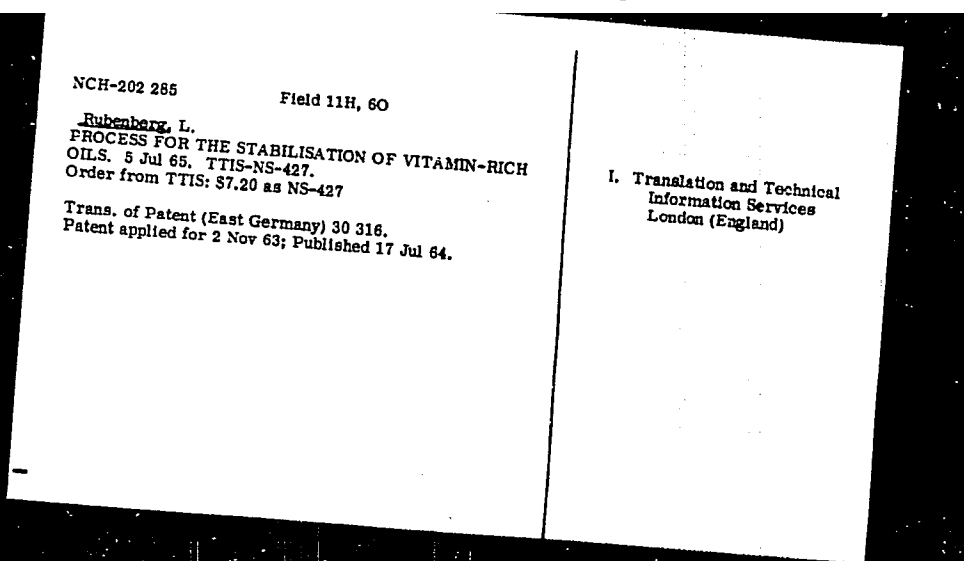 NCH-202 285 Field 11H, 6O
Rubenberg, L.
PROCESS FOR THE STABILISATION OF VITAMIN-RICH
OILS. 5 Jul 65. TTIS-NS-427.
Order from TTIS: $7.20 as NS-427
Trans. of Patent (East Germany) 30 316.
Patent applied for 2 Nov 63; Published 17 Jul 64.
I. Translation and Technical
Information Services
London (England)